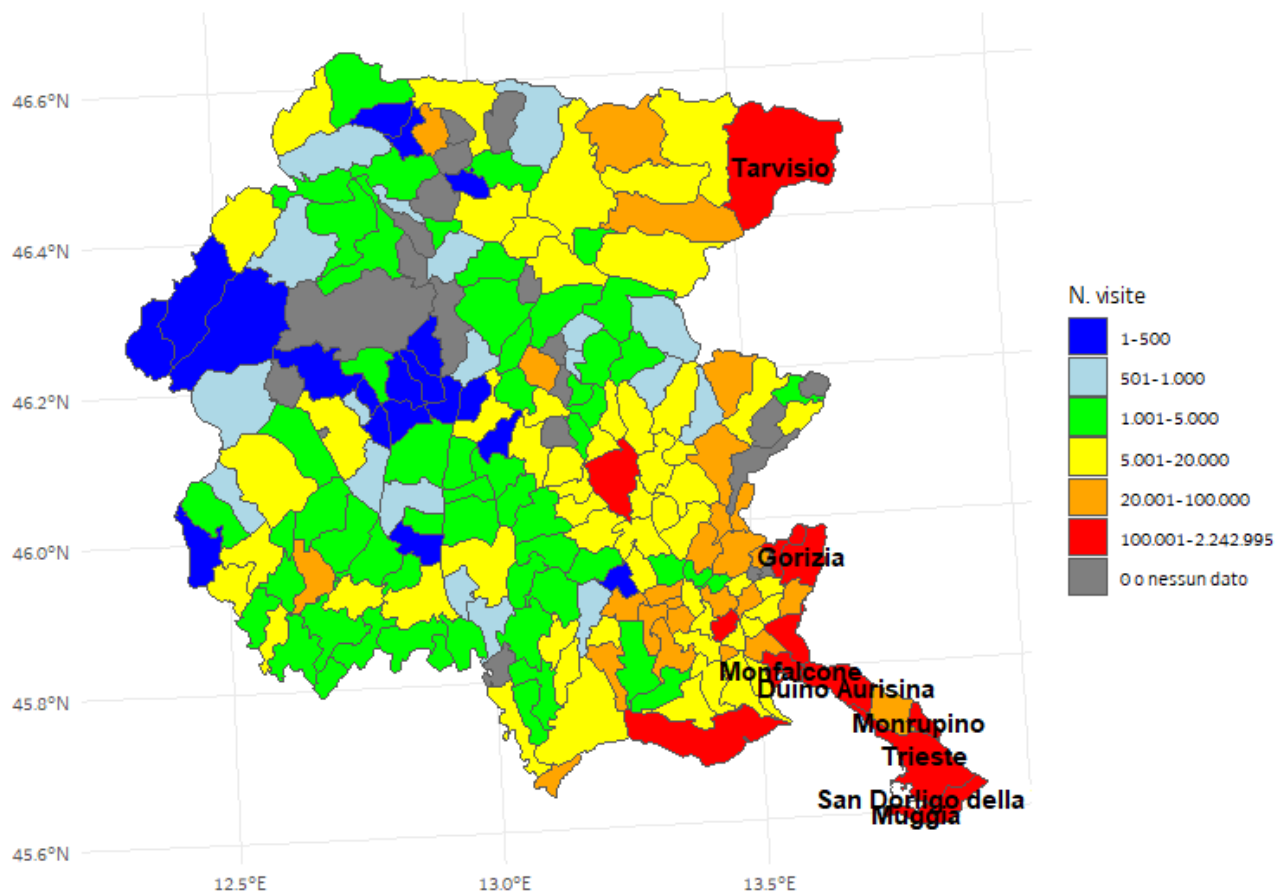 46.6°N
46.4°N
46.2°N
46.0°N
45.8°N
45.6°N
12.5°E
13.0°E
13.5°E
Tarvisio
Gorizia
Monfalcone
Duino Aurisina
Monrupino
Trieste
San Dorligo della
Muggia
N. visite
1-500
501-1.000
1.001-5.000
5.001-20.000
20.001-100.000
100.001-2.242.995
0 o nessun dato